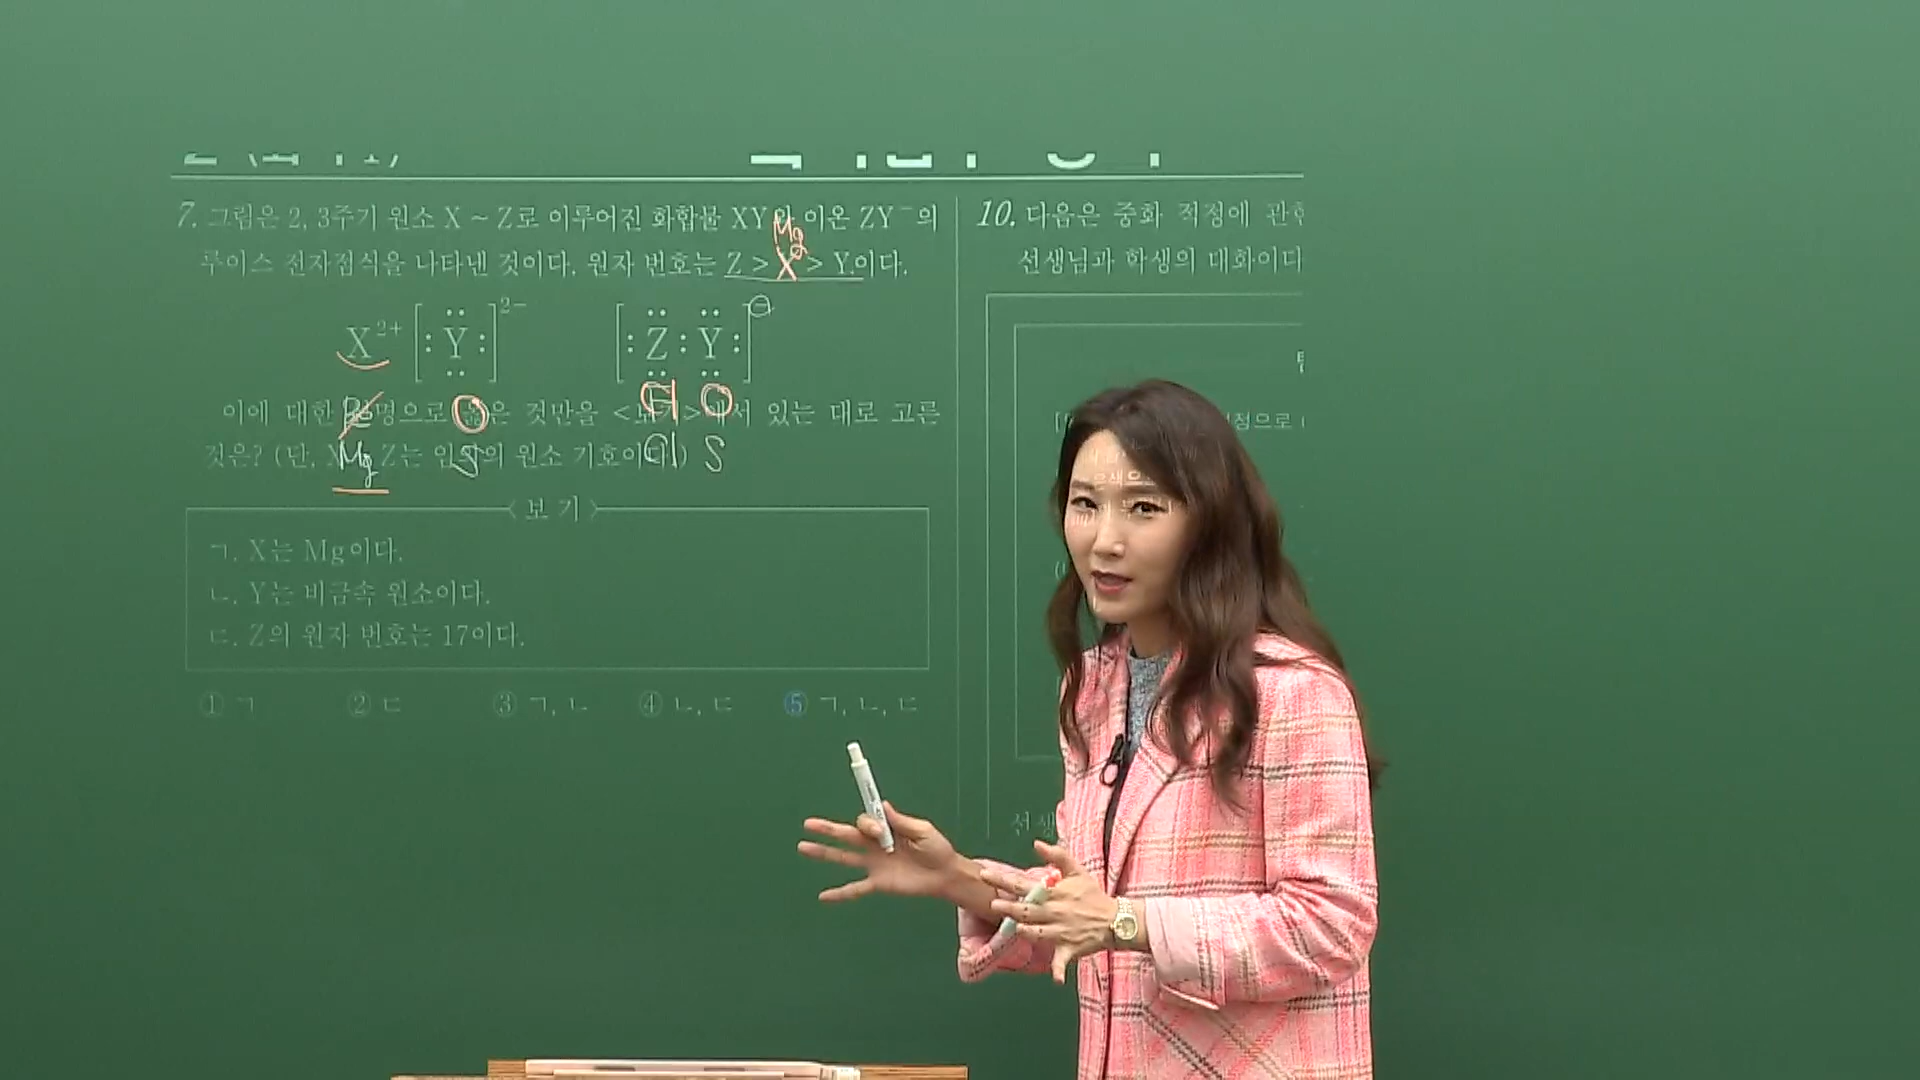 7. 그림은 2, 3주기 원소 X ~ Z로 이루어진 화합물 XY와 이온 ZY⁻의
루이스 전자점식을 나타낸 것이다. 원자 번호는 Z > X > Y이다.
Mg
X²⁺ [:Y:]²⁻ [:Z:Y:]⁻
이에 대한 설명으로 옳은 것만을 <보기>에서 있는 대로 고른
O O
것은? (단, X ~ Z는 임의의 원소 기호이다.)
Mg S Cl S
<보기>
ㄱ. X는 Mg이다.
ㄴ. Y는 비금속 원소이다.
ㄷ. Z의 원자 번호는 17이다.
① ㄱ ② ㄷ ③ ㄱ, ㄴ ④ ㄴ, ㄷ ⑤ ㄱ, ㄴ, ㄷ
10. 다음은 중화 적정에 관
선생님과 학생의 대화이다
정으로
선생